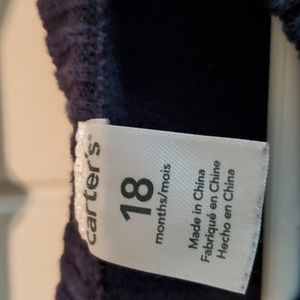 carter's
18
months/mois
Made in China
Fabriqué en Chine
Hecho en China